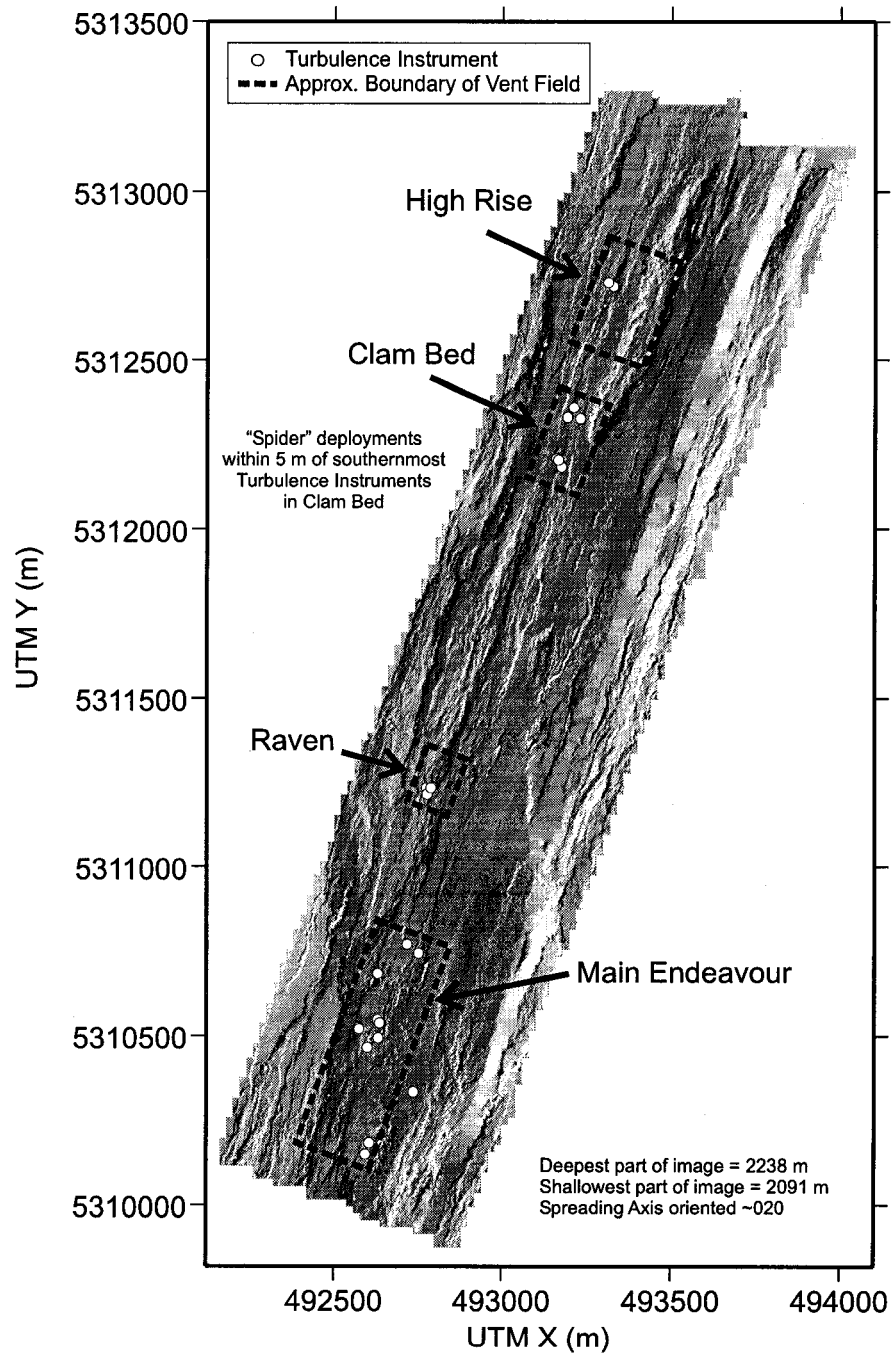 Turbulence Instrument
Approx. Boundary of Vent Field
High Rise
Clam Bed
"Spider" deployments
within 5 m of southernmost
Turbulence Instruments
in Clam Bed
Raven
Main Endeavour
Deepest part of image = 2238 m
Shallowest part of image = 2091 m
Spreading Axis oriented ~020
UTM Y (m)
5313500
5313000
5312500
5312000
5311500
5311000
5310500
5310000
492500 493000 493500 494000
UTM X (m)